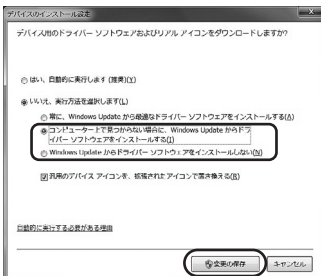 デバイスのインストール設定
デバイス用のドライバー ソフトウェアおよびリアル アイコンをダウンロードしますか?
はい、自動的に実行します (推奨)(Y)
いいえ、実行方法を選択します(L)
常に、Windows Update から最適なドライバー ソフトウェアをインストールする(A)
コンピューター上で見つからない場合に、Windows Update からドラ
イバー ソフトウェアをインストールする(I)
Windows Update からドライバー ソフトウェアをインストールしない(N)
汎用のデバイス アイコンを、拡張されたアイコンで置き換える(R)
自動的に実行する必要がある理由
変更の保存
キャンセル